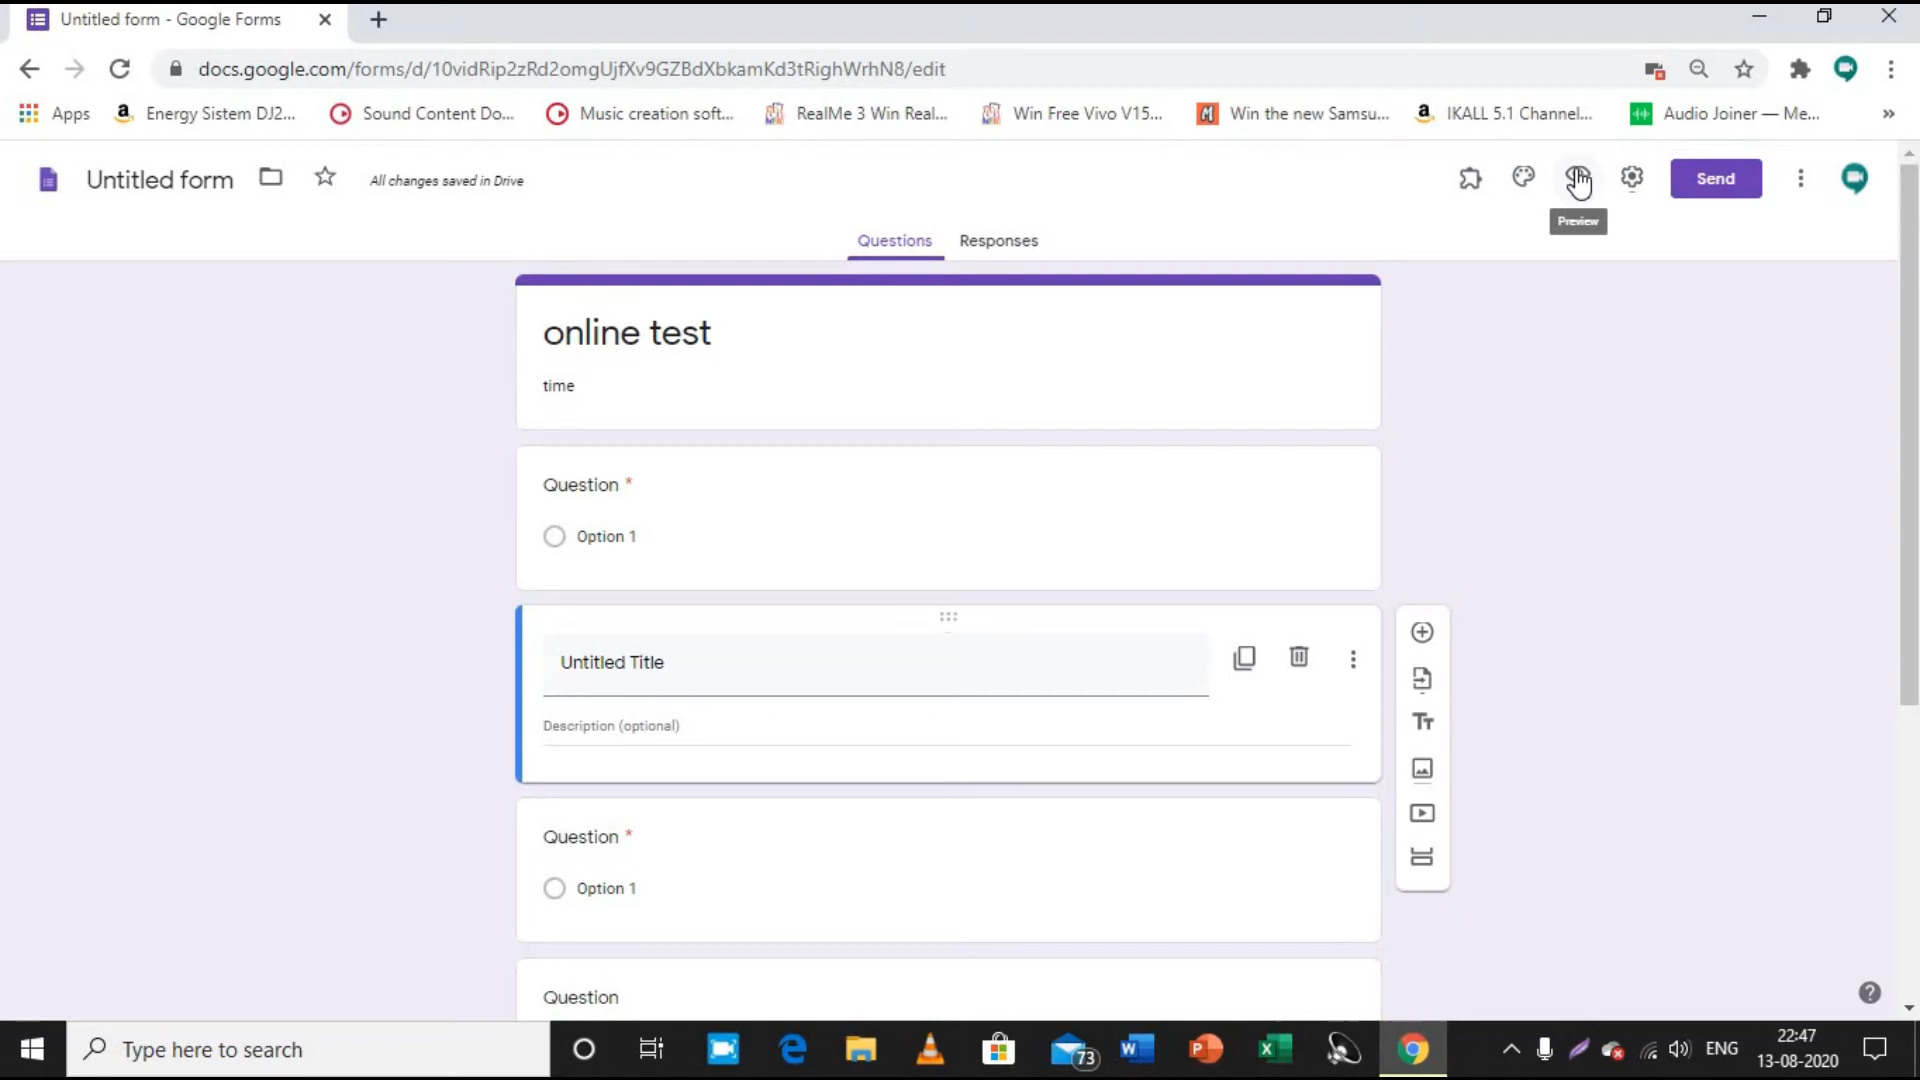 Untitled form - Google Forms
docs.google.com/forms/d/10vidRip2zRd2omgUjfXv9GZBdXbkamKd3tRighWrhN8/edit
Apps
Energy Sistem DJ2...
Sound Content Do...
Music creation soft...
RealMe 3 Win Real...
Win Free Vivo V15...
Win the new Samsu...
IKALL 5.1 Channel...
Audio Joiner — Me...
»
Untitled form
All changes saved in Drive
Send
Preview
Questions
Responses
online test
time
Question *
Option 1
Untitled Title
Description (optional)
Tт
Question *
Option 1
Question
Type here to search
73
ENG
22:47
13-08-2020